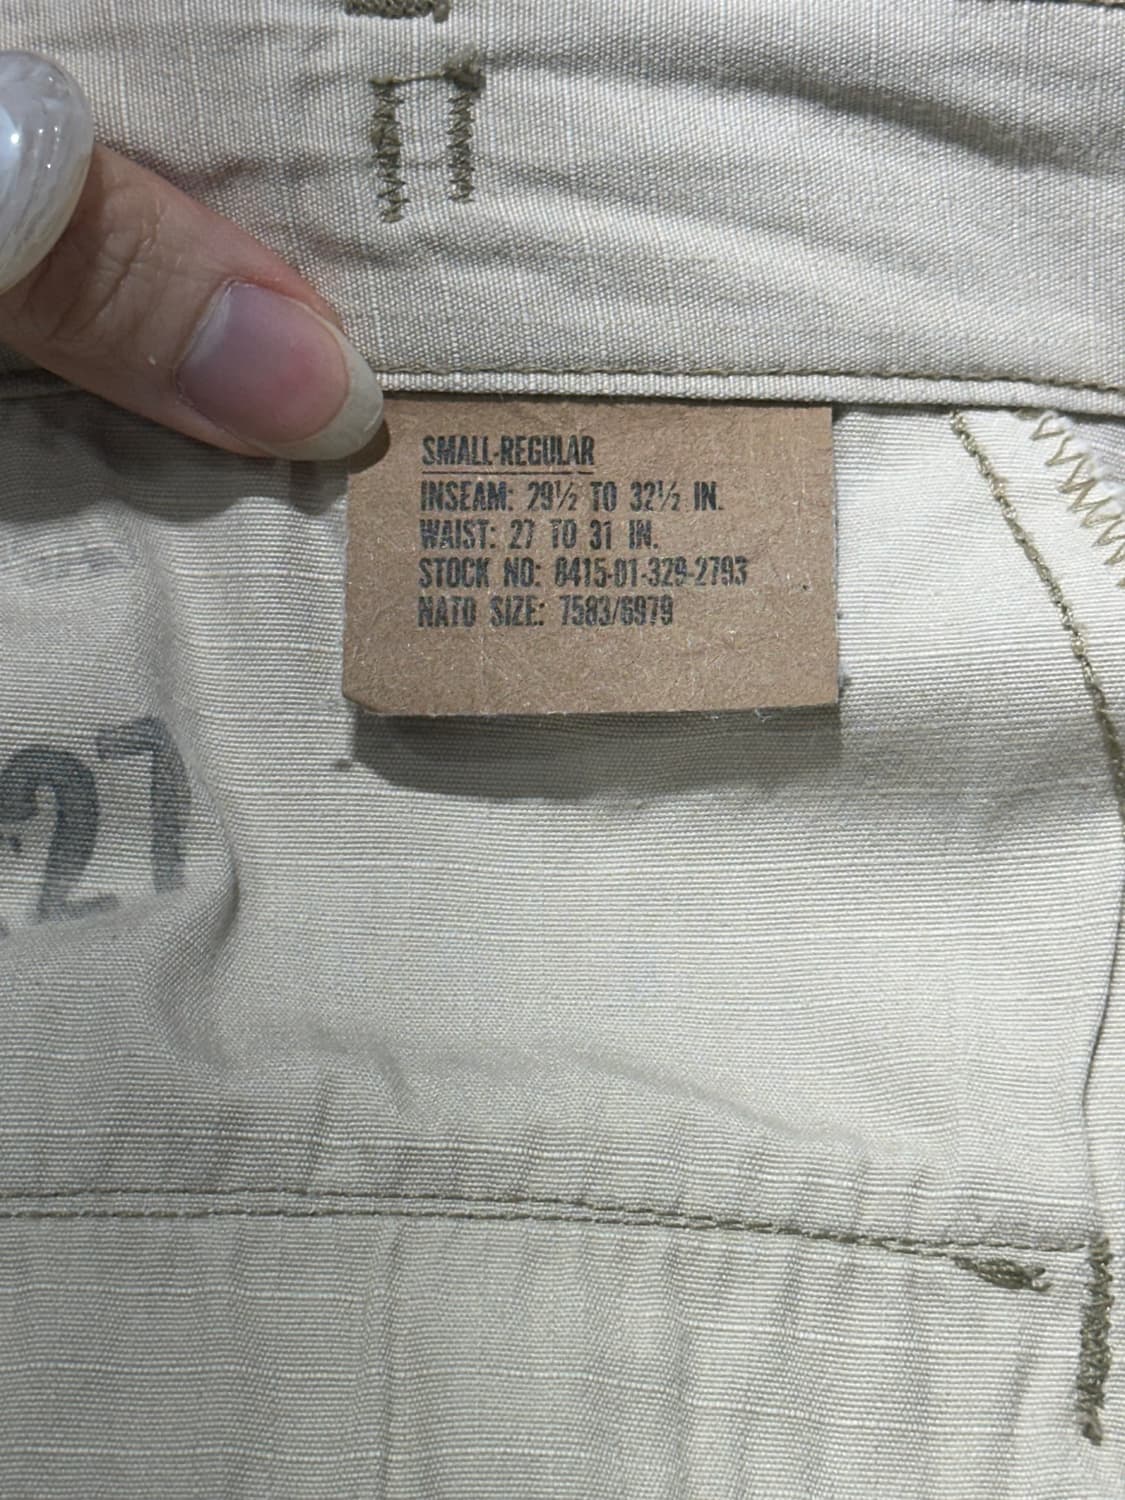 SMALL-REGULAR
INSEAM: 29½ TO 32½ IN.
WAIST: 27 TO 31 IN.
STOCK NO: 8415-01-329-2793
NATO SIZE: 7583/6979
27